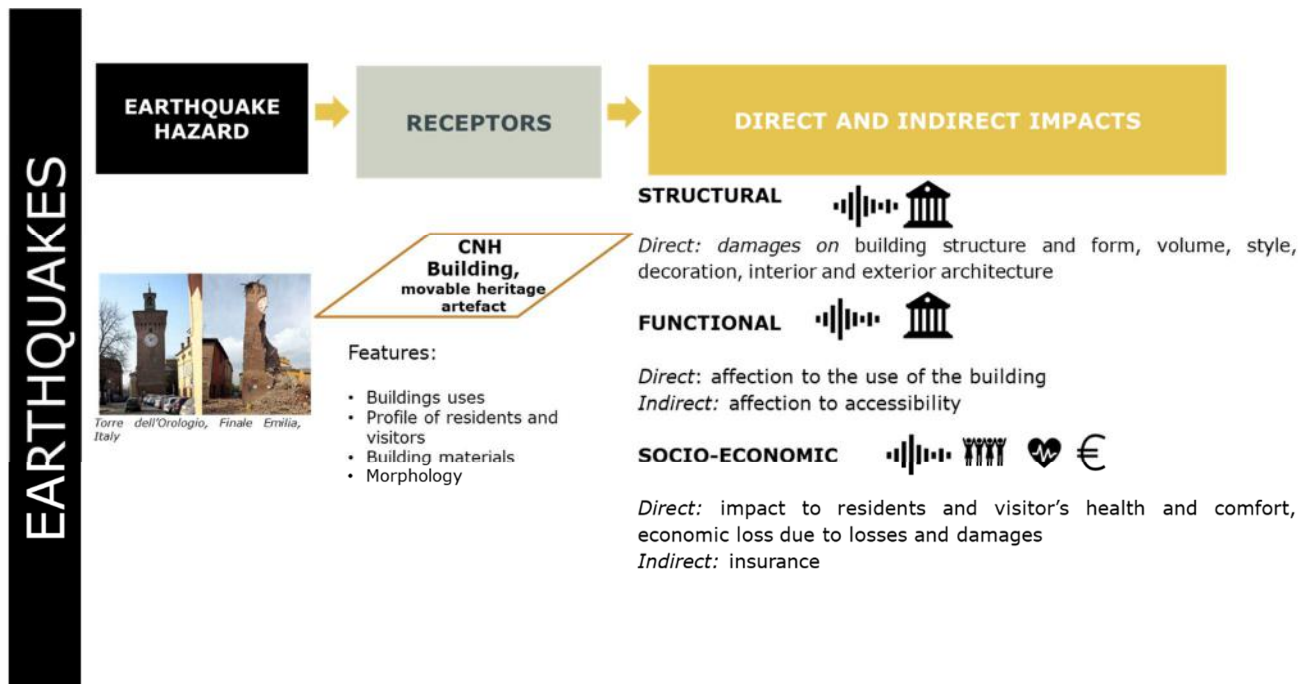 EARTHQUAKES
EARTHQUAKE
HAZARD
RECEPTORS
DIRECT AND INDIRECT IMPACTS
Torre dell'Orologio, Finale Emilia,
Italy
CNH
Building,
movable heritage
artefact
Features:
• Buildings uses
• Profile of residents and
visitors
• Building materials
• Morphology
STRUCTURAL
Direct: damages on building structure and form, volume, style,
decoration, interior and exterior architecture
FUNCTIONAL
Direct: affection to the use of the building
Indirect: affection to accessibility
SOCIO-ECONOMIC
€
Direct: impact to residents and visitor's health and comfort,
economic loss due to losses and damages
Indirect: insurance